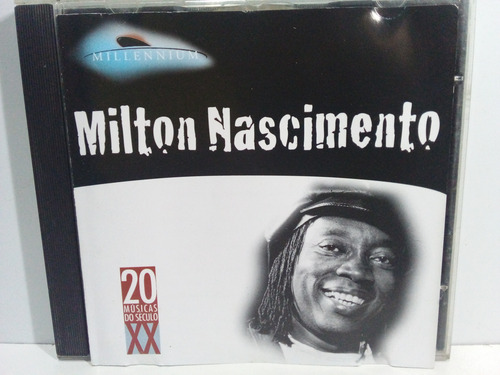 MILLENNIUM
Milton Nascimento
20
MÚSICAS
DO SÉCULO
XX